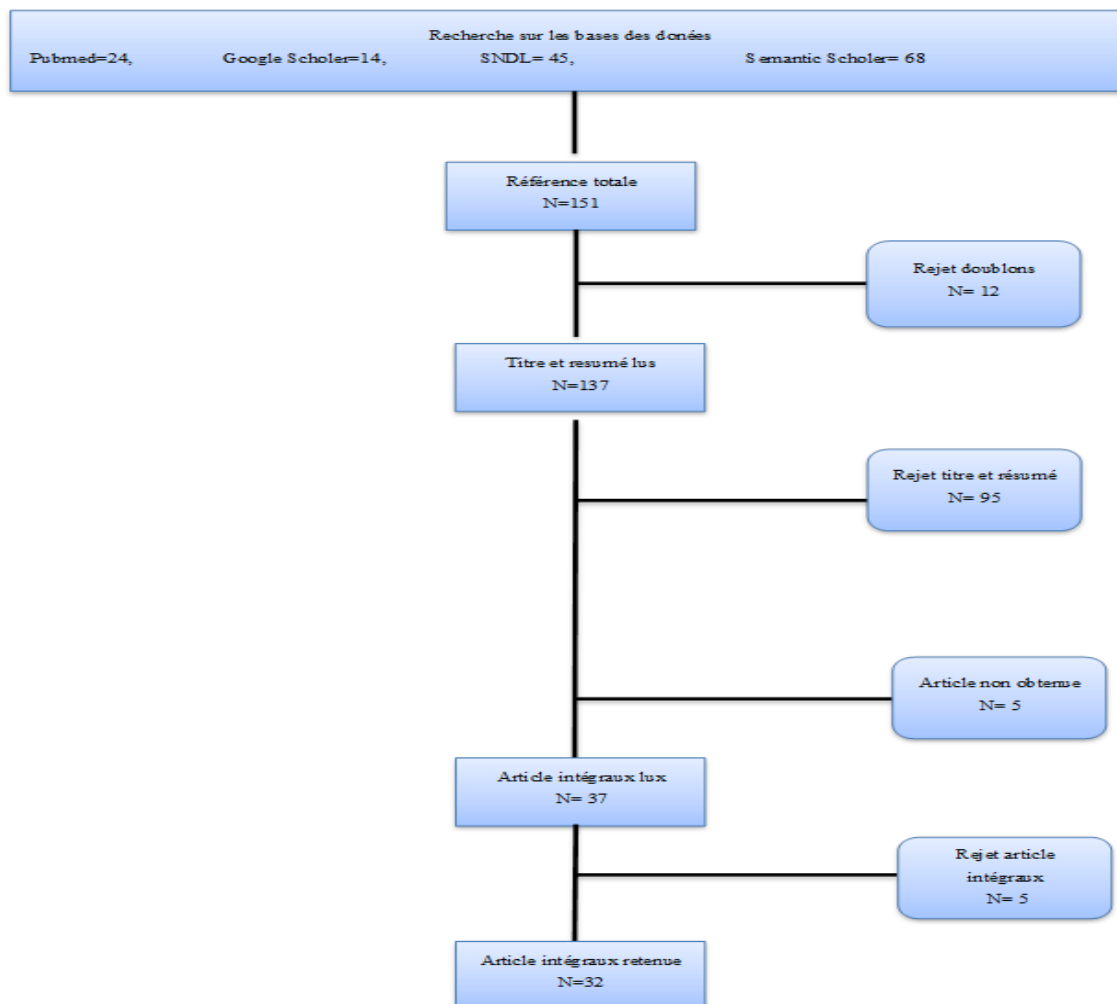 Recherche sur les bases des donées
Pubmed=24, Google Scholer=14, SNDL= 45, Semantic Scholer= 68
Référence totale
N=151
Rejet doublons
N= 12
Titre et resumé lus
N=137
Rejet titre et résumé
N= 95
Article non obtenue
N= 5
Article intégraux lux
N= 37
Rejet article
intégraux
N= 5
Article intégraux retenue
N=32